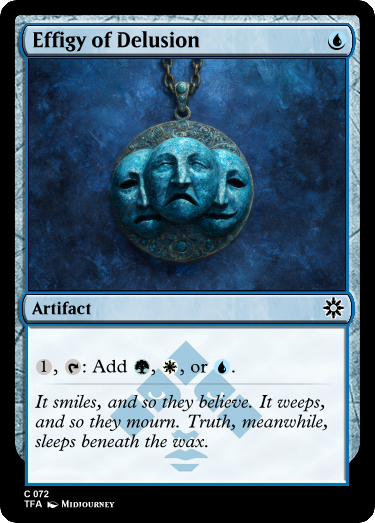 Effigy of Delusion
Artifact
1, : Add , , or .
It smiles, and so they believe. It weeps,
and so they mourn. Truth, meanwhile,
sleeps beneath the wax.
C 072
TFA Midjourney